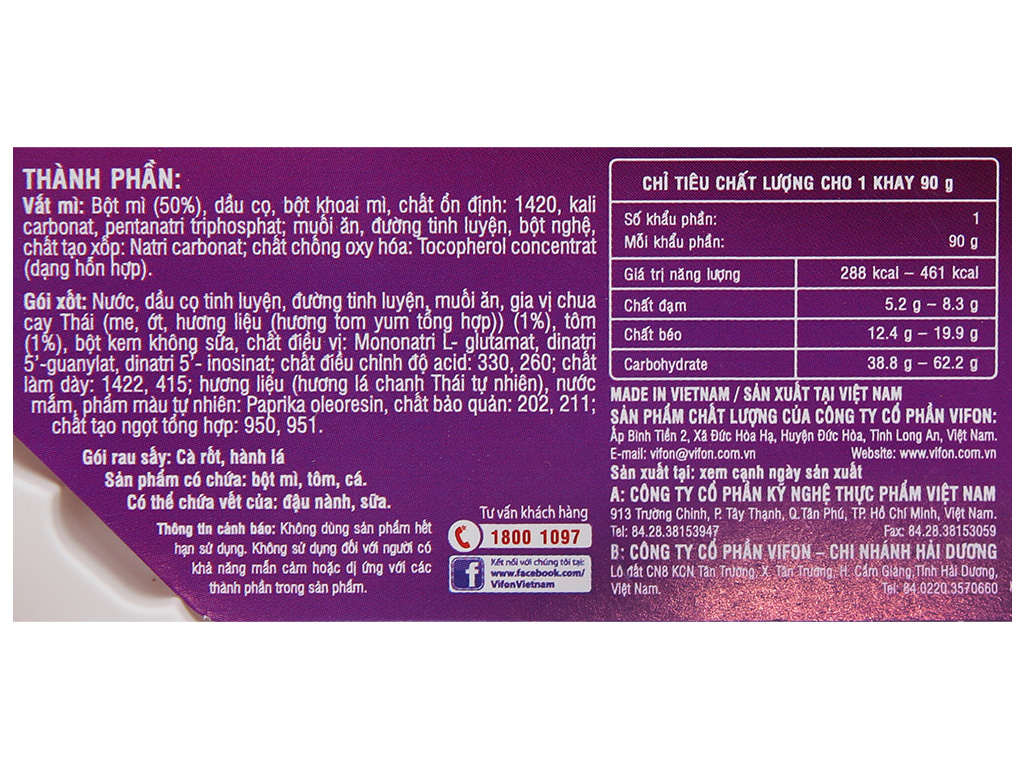 THÀNH PHẦN:
Vắt mì: Bột mì (50%), dầu cọ, bột khoai mì, chất ổn định: 1420, kali
carbonat, pentanatri triphosphat; muối ăn, đường tinh luyện, bột nghệ,
chất tạo xốp: Natri carbonat; chất chống oxy hóa: Tocopherol concentrat
(dạng hỗn hợp).
Gói xốt: Nước, dầu cọ tinh luyện, đường tinh luyện, muối ăn, gia vị chua
cay Thái (me, ớt, hương liệu (hương tom yum tổng hợp)) (1%), tôm
(1%), bột kem không sữa, chất điều vị: Mononatri L- glutamat, dinatri
5’-guanylat, dinatri 5’- inosinat; chất điều chỉnh độ acid: 330, 260; chất
làm dày: 1422, 415; hương liệu (hương lá chanh Thái tự nhiên), nước
mắm, phẩm màu tự nhiên: Paprika oleoresin, chất bảo quản: 202, 211;
chất tạo ngọt tổng hợp: 950, 951.
Gói rau sấy: Cà rốt, hành lá
Sản phẩm có chứa: bột mì, tôm, cá.
Có thể chứa vết của: đậu nành, sữa.
Thông tin cảnh báo: Không dùng sản phẩm hết
hạn sử dụng. Không sử dụng đối với người có
khả năng mẫn cảm hoặc dị ứng với các
thành phần trong sản phẩm.
Tư vấn khách hàng
1800 1097
f Kết nối với chúng tôi tại:
www.facebook.com/
VifonVietnam
CHỈ TIÊU CHẤT LƯỢNG CHO 1 KHAY 90 g
Số khẩu phần: 1
Mỗi khẩu phần: 90 g
Giá trị năng lượng 288 kcal – 461 kcal
Chất đạm 5.2 g – 8.3 g
Chất béo 12.4 g – 19.9 g
Carbohydrate 38.8 g – 62.2 g
MADE IN VIETNAM / SẢN XUẤT TẠI VIỆT NAM
SẢN PHẨM CHẤT LƯỢNG CỦA CÔNG TY CỔ PHẦN VIFON:
Ấp Bình Tiền 2, Xã Đức Hòa Hạ, Huyện Đức Hòa, Tỉnh Long An, Việt Nam.
E-mail: vifon@vifon.com.vn Website: www.vifon.com.vn
Sản xuất tại: xem cạnh ngày sản xuất
A: CÔNG TY CỔ PHẦN KỸ NGHỆ THỰC PHẨM VIỆT NAM
913 Trường Chinh, P. Tây Thạnh, Q.Tân Phú, TP. Hồ Chí Minh, Việt Nam.
Tel: 84.28.38153947 Fax: 84.28.38153059
B: CÔNG TY CỔ PHẦN VIFON – CHI NHÁNH HẢI DƯƠNG
Lô đất CN8 KCN Tân Trường, X. Tân Trường, H. Cẩm Giàng, Tỉnh Hải Dương,
Việt Nam. Tel: 84.0220.3570660